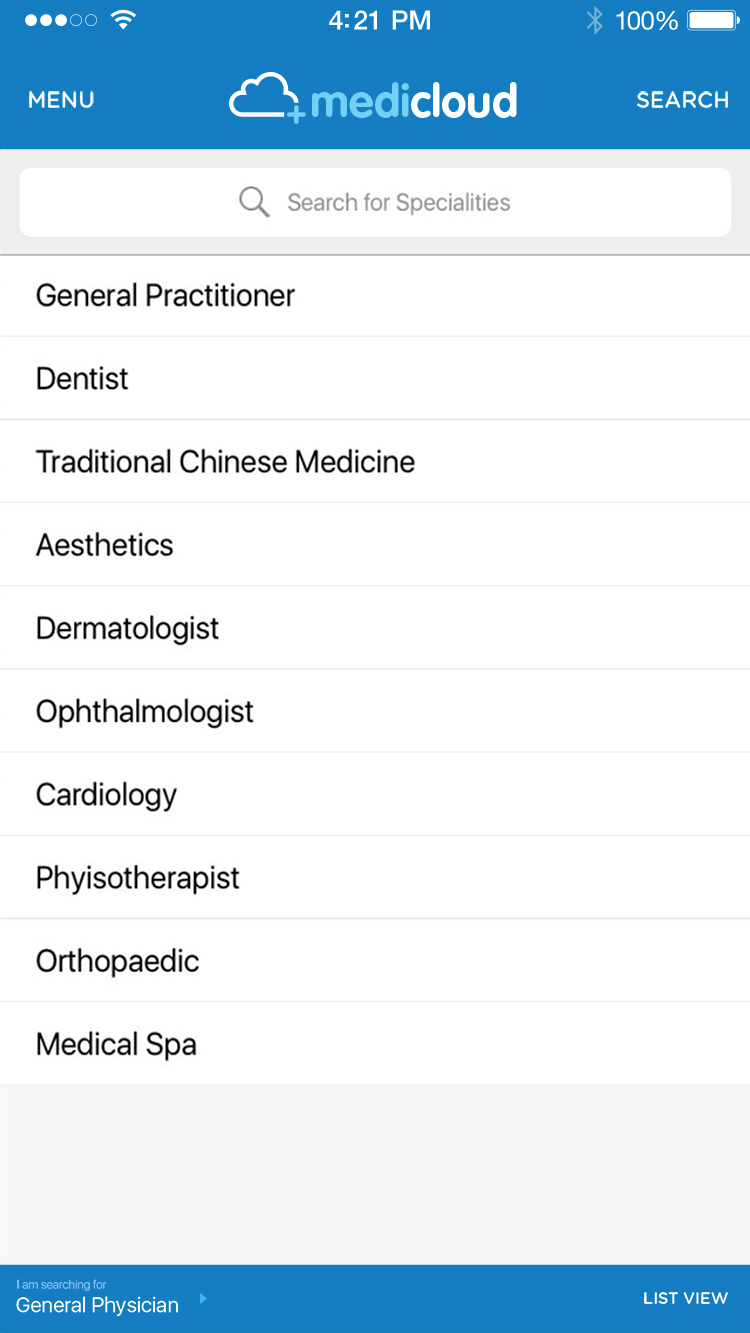 4:21 PM 100%
MENU medicloud SEARCH
Search for Specialities
General Practitioner
Dentist
Traditional Chinese Medicine
Aesthetics
Dermatologist
Ophthalmologist
Cardiology
Phyisotherapist
Orthopaedic
Medical Spa
I am searching for
General Physician LIST VIEW